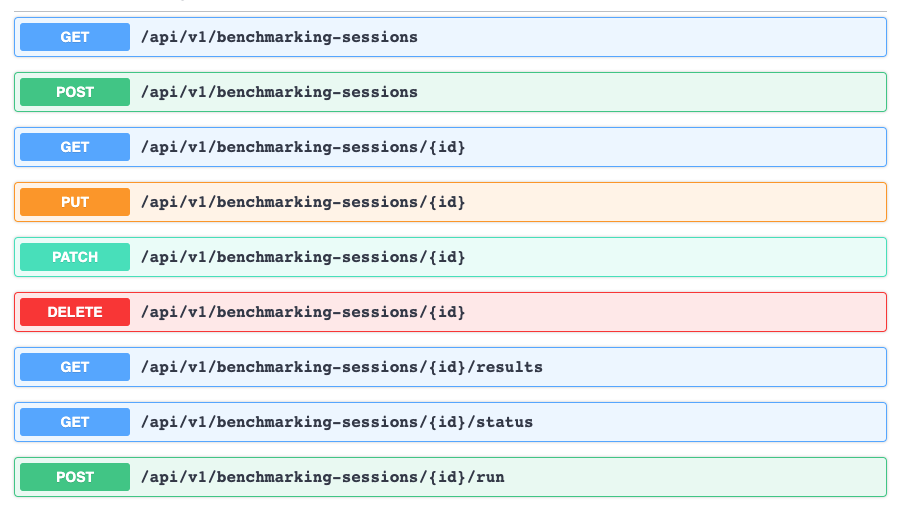 GET /api/v1/benchmarking-sessions
POST /api/v1/benchmarking-sessions
GET /api/v1/benchmarking-sessions/{id}
PUT /api/v1/benchmarking-sessions/{id}
PATCH /api/v1/benchmarking-sessions/{id}
DELETE /api/v1/benchmarking-sessions/{id}
GET /api/v1/benchmarking-sessions/{id}/results
GET /api/v1/benchmarking-sessions/{id}/status
POST /api/v1/benchmarking-sessions/{id}/run